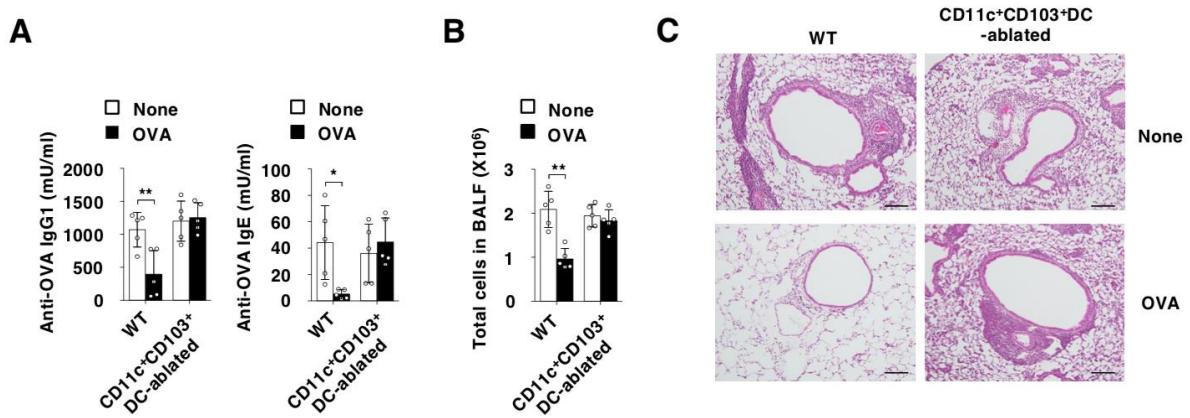 A
None
OVA
Anti-OVA IgG1 (mU/ml)
2000
1500
1000
500
0
**
WT
CD11c+CD103+
DC-ablated
None
OVA
Anti-OVA IgE (mU/ml)
100
80
60
40
20
0
*
WT
CD11c+CD103+
DC-ablated
B
None
OVA
Total cells in BALF (X10⁶)
3
2
1
0
**
WT
CD11c+CD103+
DC-ablated
C
WT
CD11c+CD103+DC
-ablated
None
OVA